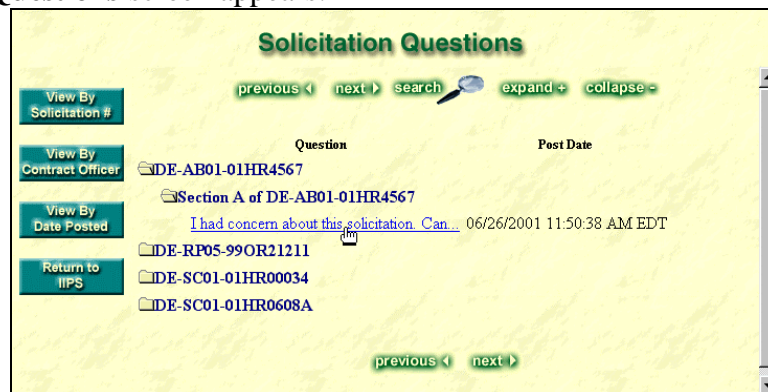 Solicitation Questions
previous next search expand + collapse -
View By
Solicitation #
View By
Contract Officer
View By
Date Posted
Return to
IIPS
Question Post Date
DE-AB01-01HR4567
Section A of DE-AB01-01HR4567
I had concern about this solicitation. Can... 06/26/2001 11:50:38 AM EDT
DE-RP05-99OR21211
DE-SC01-01HR00034
DE-SC01-01HR0608A
previous next